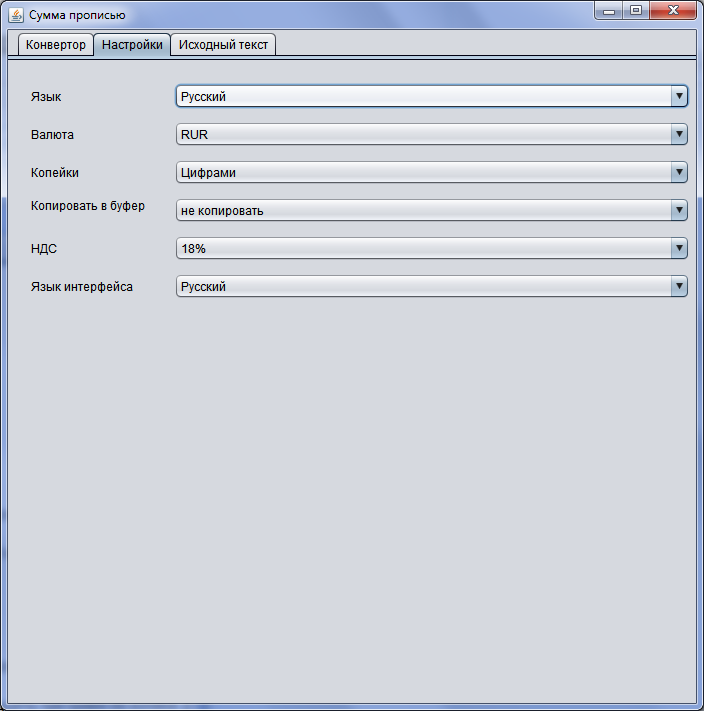 Сумма прописью
Конвертор Настройки Исходный текст
Язык Русский
Валюта RUR
Копейки Цифрами
Копировать в буфер не копировать
НДС 18%
Язык интерфейса Русский